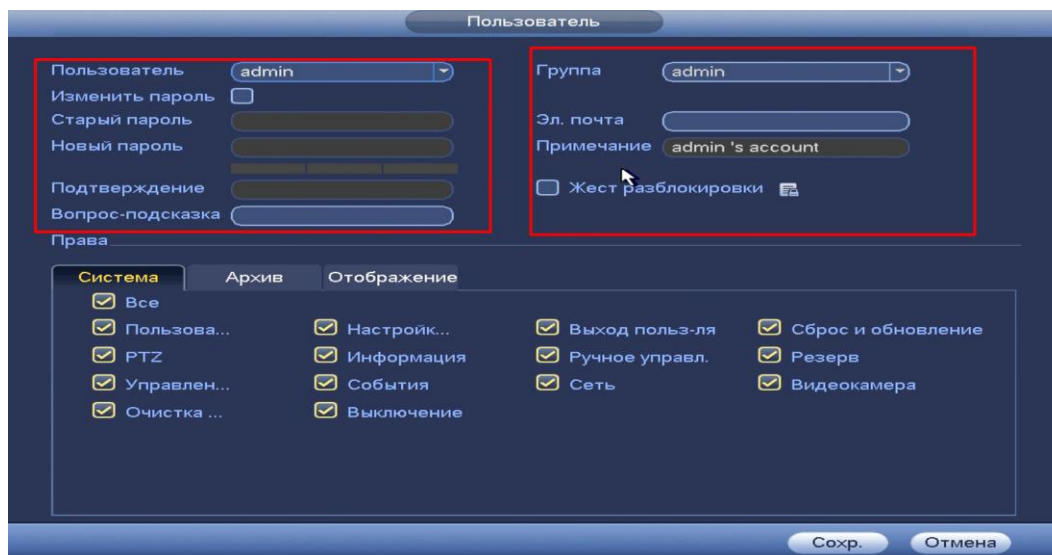 Пользователь
Пользователь admin
Изменить пароль
Старый пароль
Новый пароль
Подтверждение
Вопрос-подсказка
Группа admin
Эл. почта
Примечание admin 's account
Жест разблокировки
Права
Система Архив Отображение
Все
Пользова... Настройк... Выход польз-ля Сброс и обновление
PTZ Информация Ручное управл. Резерв
Управлен... События Сеть Видеокамера
Очистка ... Выключение
Сохр. Отмена